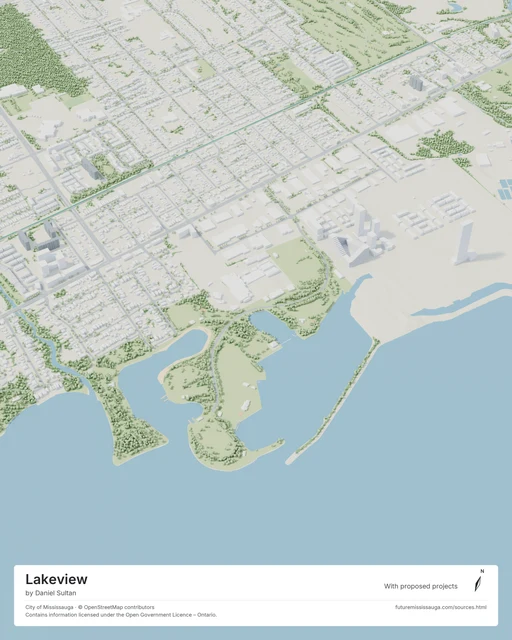 Lakeview
by Daniel Sultan
With proposed projects
N
City of Mississauga · © OpenStreetMap contributors
futuremississauga.com/sources.html
Contains information licensed under the Open Government Licence – Ontario.